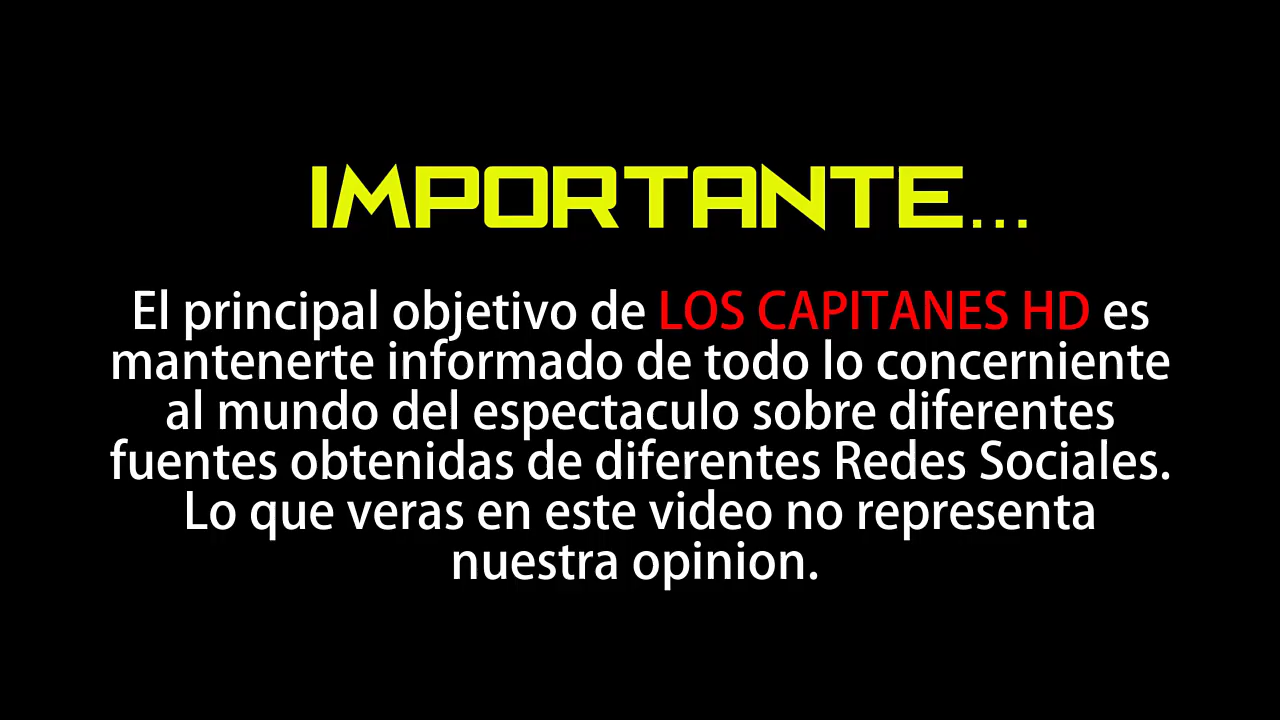 IMPORTANTE...
El principal objetivo de LOS CAPITANES HD es
mantenerte informado de todo lo concerniente
al mundo del espectaculo sobre diferentes
fuentes obtenidas de diferentes Redes Sociales.
Lo que veras en este video no representa
nuestra opinion.